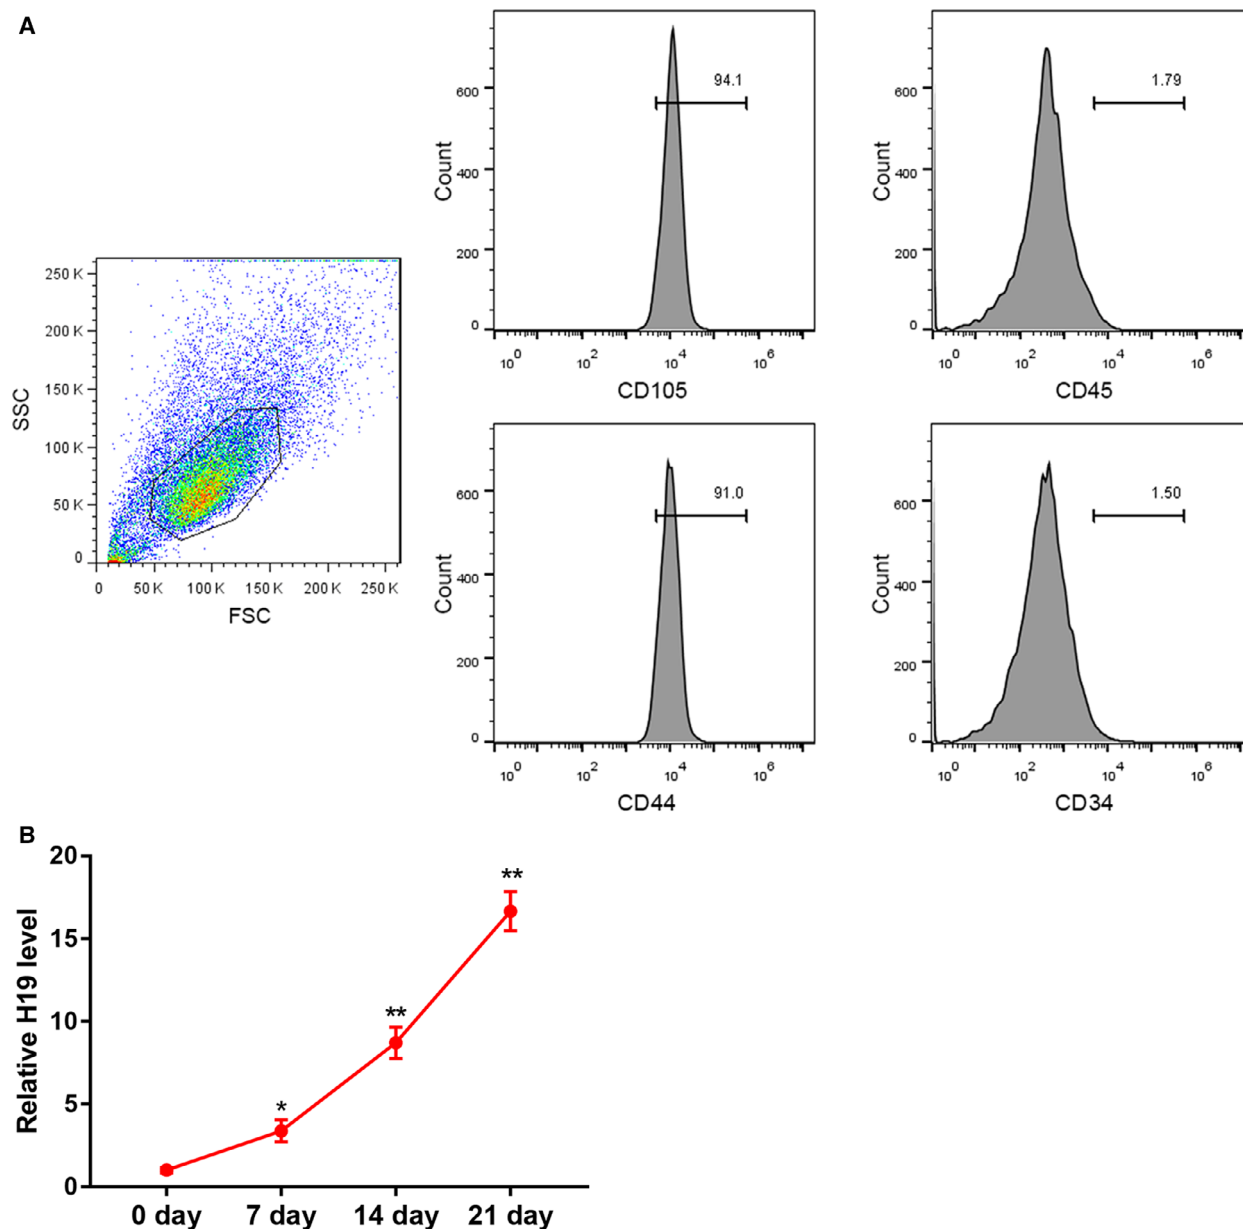 A
250 K
200 K
150 K
100 K
50 K
0
SSC
0 50 K 100 K 150 K 200 K 250 K
FSC
94.1
600
400
200
0
Count
10^0 10^2 10^4 10^6
CD105
1.79
600
400
200
0
Count
10^0 10^2 10^4 10^6
CD45
91.0
600
400
200
0
Count
10^0 10^2 10^4 10^6
CD44
1.50
600
400
200
0
Count
10^0 10^2 10^4 10^6
CD34
B
20
15
10
5
0
Relative H19 level
*
**
**
0 day 7 day 14 day 21 day